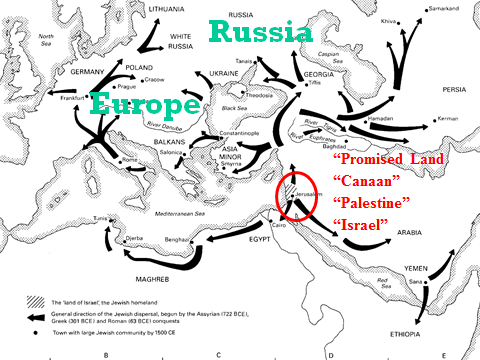 LITHUANIA
RUSSIA
Samarkand
Khiva
North
Sea
WHITE
RUSSIA
Russia
GERMANY
POLAND
Prague
Cracow
Frankfurt
Europe
UKRAINE
Tanais
Theodosia
Black Sea
GEORGIA
Tiflis
Caspian
Sea
PERSIA
River Danube
BALKANS
Salonica
Constantinople
ASIA
MINOR
Smyrna
Rome
River Tigris
River Euphrates
Baghdad
Hamadan
Kerman
"Promised Land
"Canaan"
"Palestine"
"Israel"
Jerusalem
Mediterranean Sea
Tunis
Djerba
Benghazi
MAGHREB
EGYPT
Cairo
ARABIA
Red
Sea
YEMEN
Sana
ETHIOPIA
The 'land of Israel', the Jewish homeland
General direction of the Jewish dispersal, begun by the Assyrian (722 BCE),
Greek (301 BCE) and Roman (63 BCE) conquests
Town with large Jewish community by 1500 CE
B
C
D
E